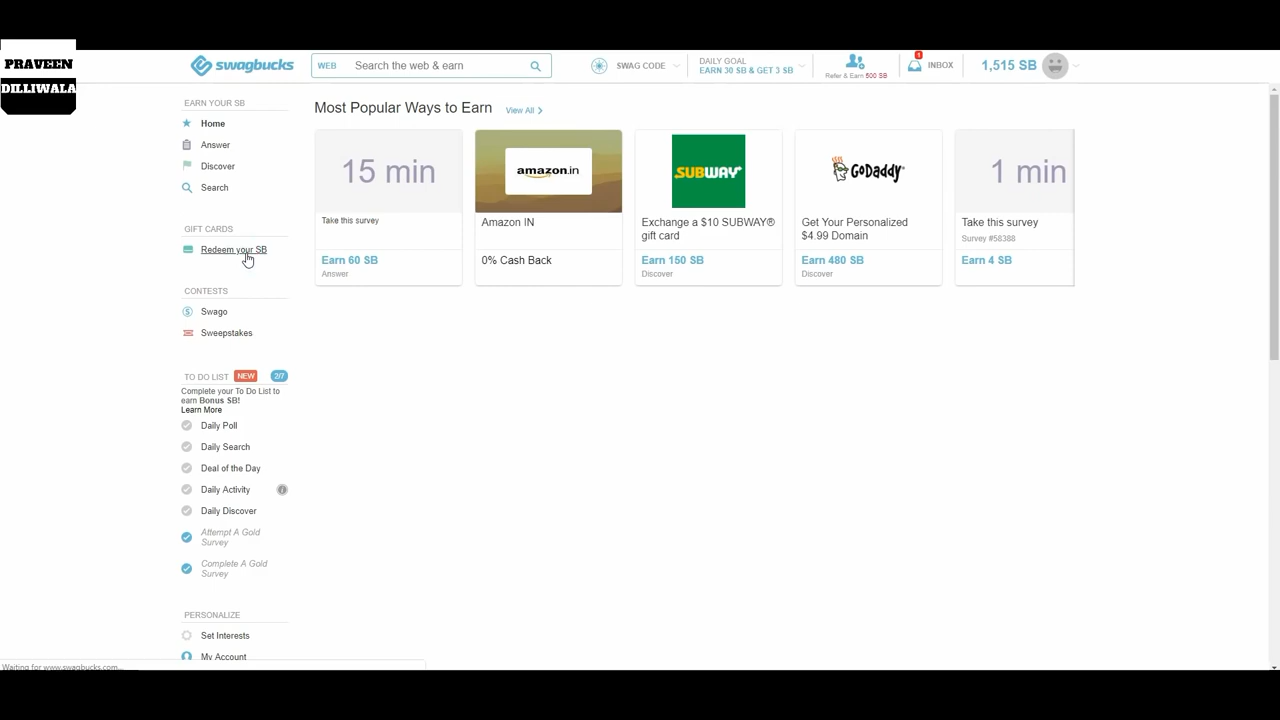 PRAVEEN
DILLIWALA
swagbucks
WEB
Search the web & earn
SWAG CODE
DAILY GOAL
EARN 30 SB & GET 3 SB
Refer & Earn 500 SB
1
INBOX
1,515 SB
EARN YOUR SB
Home
Answer
Discover
Search
GIFT CARDS
Redeem your SB
CONTESTS
Swago
Sweepstakes
TO DO LIST NEW 2/7
Complete your To Do List to
earn Bonus SB!
Learn More
Daily Poll
Daily Search
Deal of the Day
Daily Activity
Daily Discover
Attempt A Gold
Survey
Complete A Gold
Survey
PERSONALIZE
Set Interests
My Account
Most Popular Ways to Earn View All
15 min
Take this survey
Earn 60 SB
Answer
amazon.in
Amazon IN
0% Cash Back
SUBWAY
Exchange a $10 SUBWAY®
gift card
Earn 150 SB
Discover
GoDaddy
Get Your Personalized
$4.99 Domain
Earn 480 SB
Discover
1 min
Take this survey
Survey #58388
Earn 4 SB
Waiting for www.swagbucks.com...